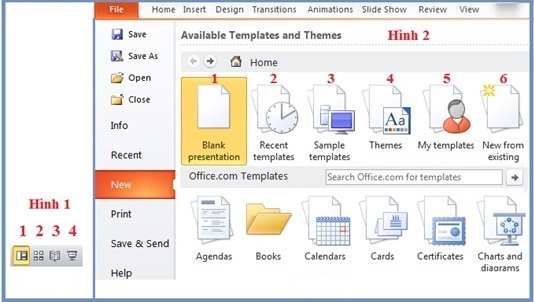 File Home Insert Design Transitions Animations Slide Show Review View
Save
Save As
Open
Close
Info
Recent
New
Print
Save & Send
Help
Available Templates and Themes
Hình 2
Home
1 2 3 4 5 6
Blank presentation
Recent templates
Sample templates
Themes
My templates
New from existing
Office.com Templates
Search Office.com for templates
Agendas
Books
Calendars
Cards
Certificates
Charts and diagrams
Hình 1
1 2 3 4